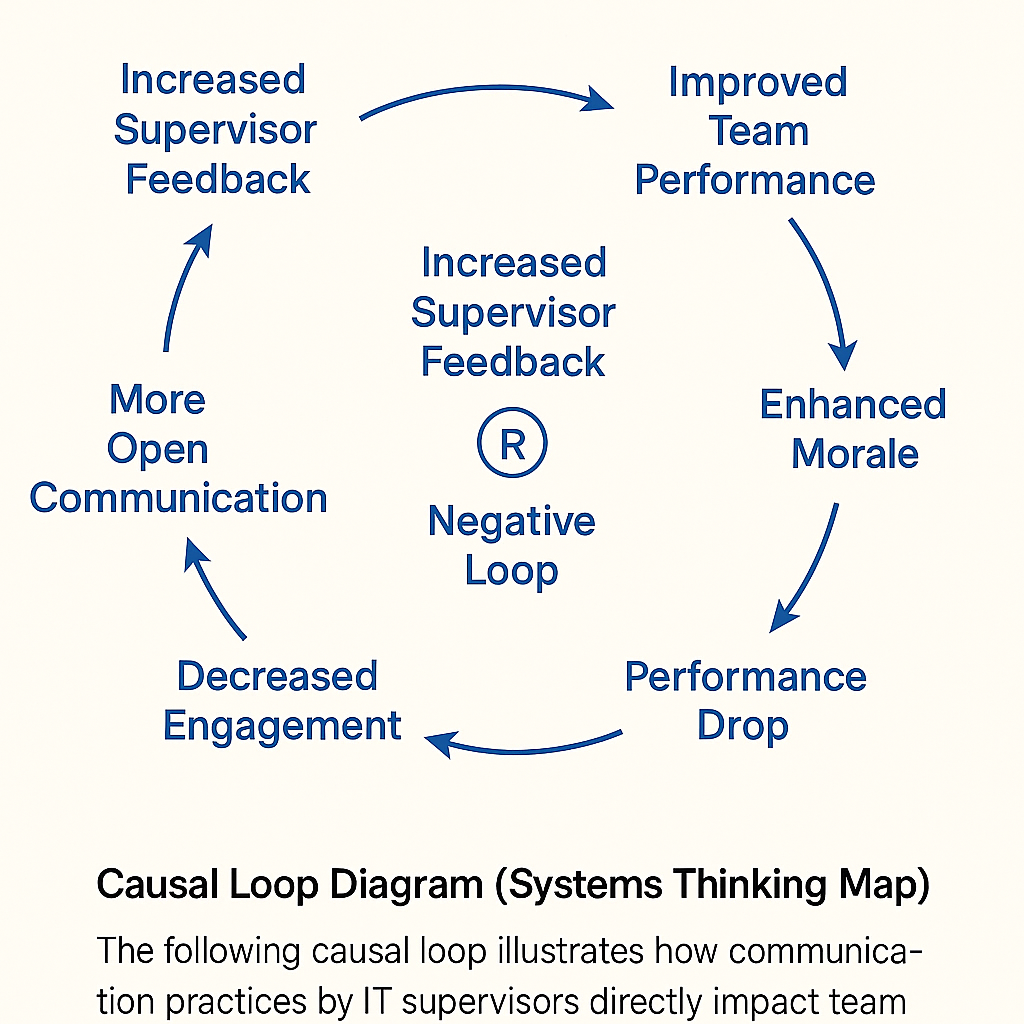 Increased
Supervisor
Feedback
Improved
Team
Performance
Increased
Supervisor
Feedback
R
Negative
Loop
More
Open
Communication
Enhanced
Morale
Decreased
Engagement
Performance
Drop
Causal Loop Diagram (Systems Thinking Map)
The following causal loop illustrates how communica-
tion practices by IT supervisors directly impact team